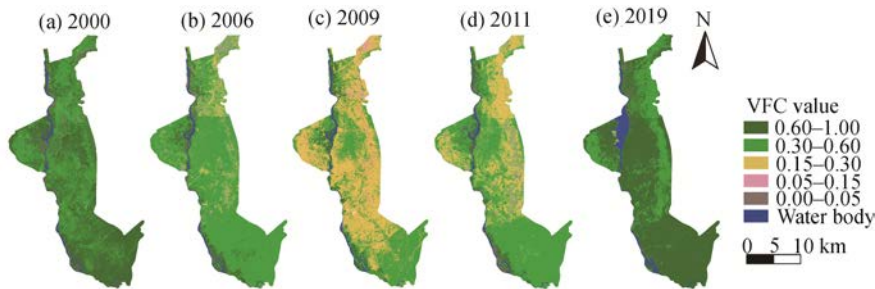 (a) 2000
(b) 2006
(c) 2009
(d) 2011
(e) 2019
N
VFC value
0.60–1.00
0.30–0.60
0.15–0.30
0.05–0.15
0.00–0.05
Water body
0 5 10 km